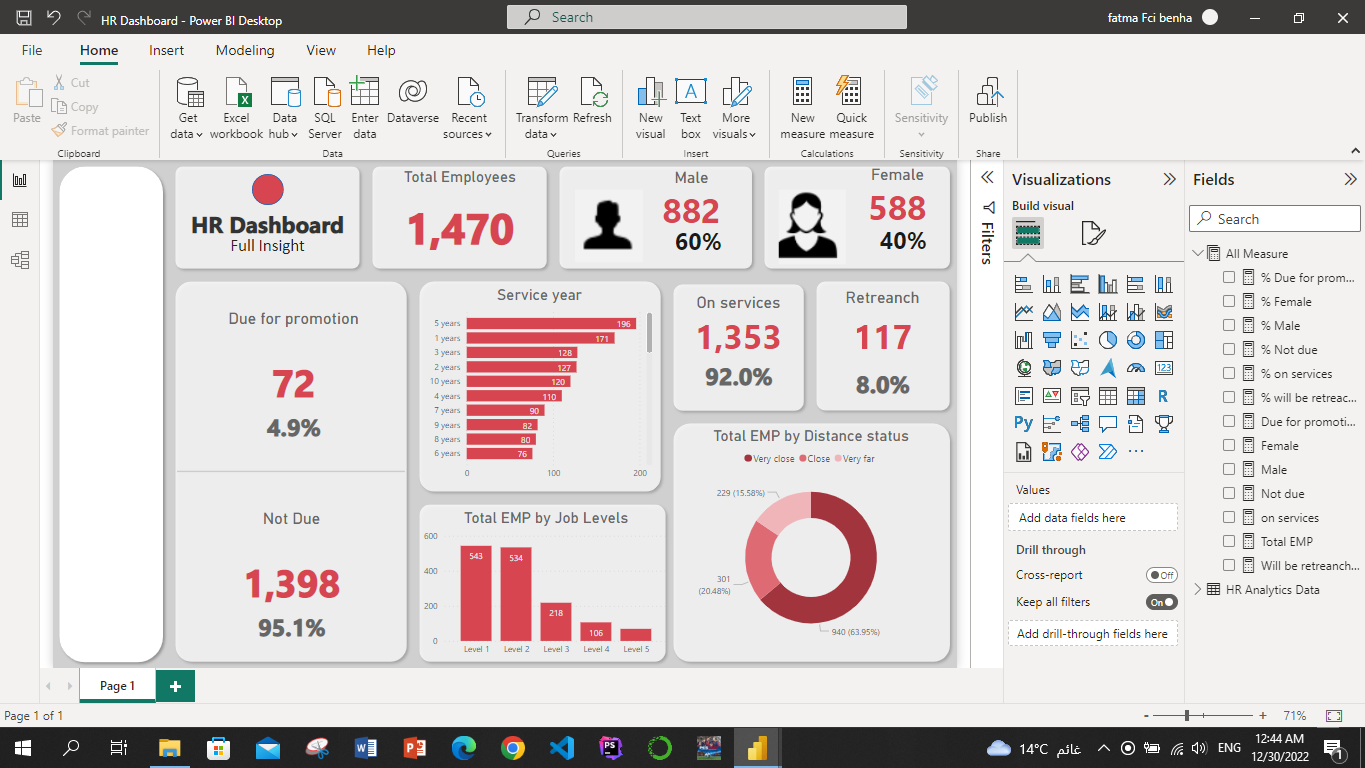 HR Dashboard - Power BI Desktop
Search
fatma Fci benha
File Home Insert Modeling View Help
Paste
Cut
Copy
Format painter
Clipboard
Get data
Excel workbook
Data hub
SQL Server
Enter data
Dataverse
Recent sources
Data
Transform data
Refresh
Queries
New visual
Text box
More visuals
Insert
New measure
Quick measure
Calculations
Sensitivity
Sensitivity
Publish
Share
HR Dashboard
Full Insight
Total Employees
1,470
Male
882
60%
Female
588
40%
Due for promotion
72
4.9%
Not Due
1,398
95.1%
Service year
5 years 196
1 years 171
3 years 128
2 years 127
10 years 120
4 years 110
7 years 90
9 years 82
8 years 80
6 years 76
0 100 200
On services
1,353
92.0%
Retreanch
117
8.0%
Total EMP by Job Levels
600
400
200
0
543 534 218 106
Level 1 Level 2 Level 3 Level 4 Level 5
Total EMP by Distance status
Very close Close Very far
229 (15.58%)
301
(20.48%)
940 (63.95%)
Filters
Visualizations
Build visual
123
R
Py
Values
Add data fields here
Drill through
Cross-report Off
Keep all filters On
Add drill-through fields here
Fields
Search
All Measure
% Due for prom...
% Female
% Male
% Not due
% on services
% will be retreac...
Due for promoti...
Female
Male
Not due
on services
Total EMP
Will be retreanch...
HR Analytics Data
Page 1
+
Page 1 of 1
- + 71%
14°C غائم
ENG
12:44 AM
12/30/2022
1